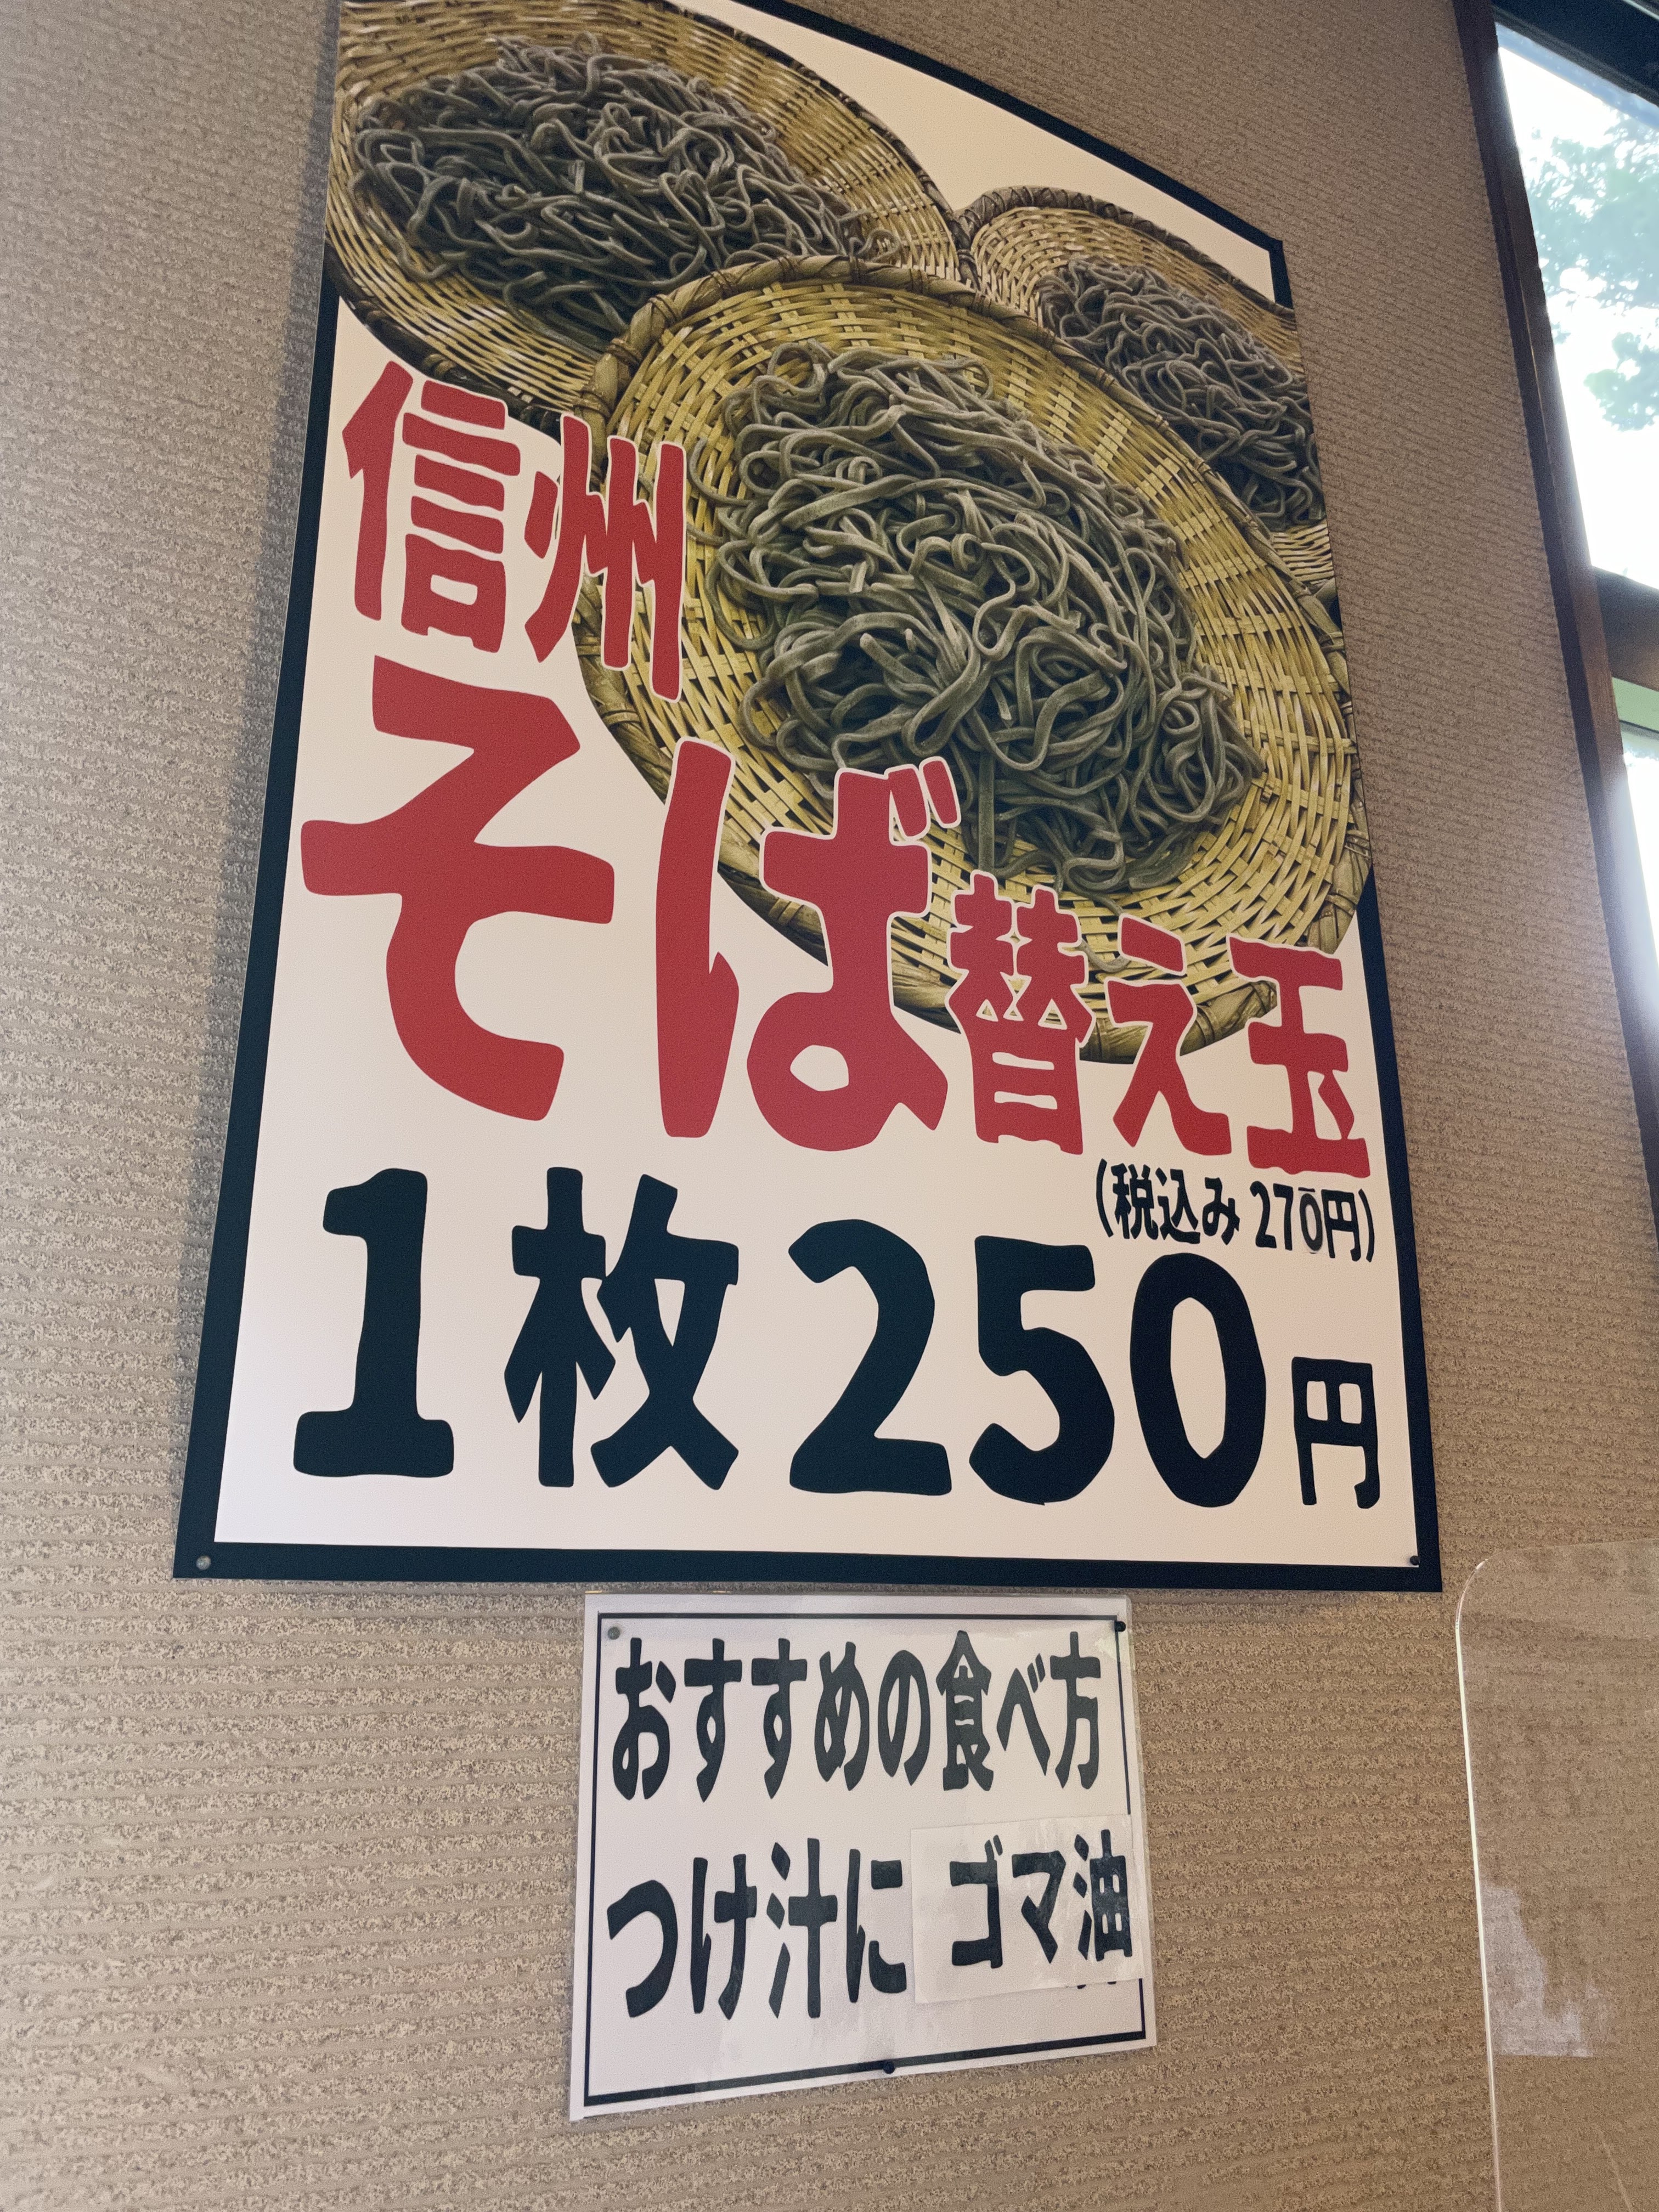 信州
そば替え玉
(税込み 270円)
1枚250円
おすすめの食べ方
つけ汁に ゴマ油